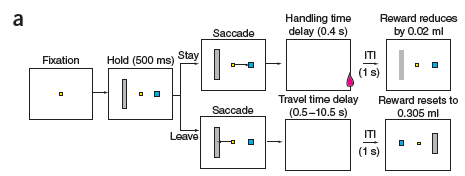 a
Fixation
Hold (500 ms)
Stay
Leave
Saccade
Handling time
delay (0.4 s)
ITI
(1 s)
Reward reduces
by 0.02 ml
Saccade
Travel time delay
(0.5–10.5 s)
ITI
(1 s)
Reward resets to
0.305 ml